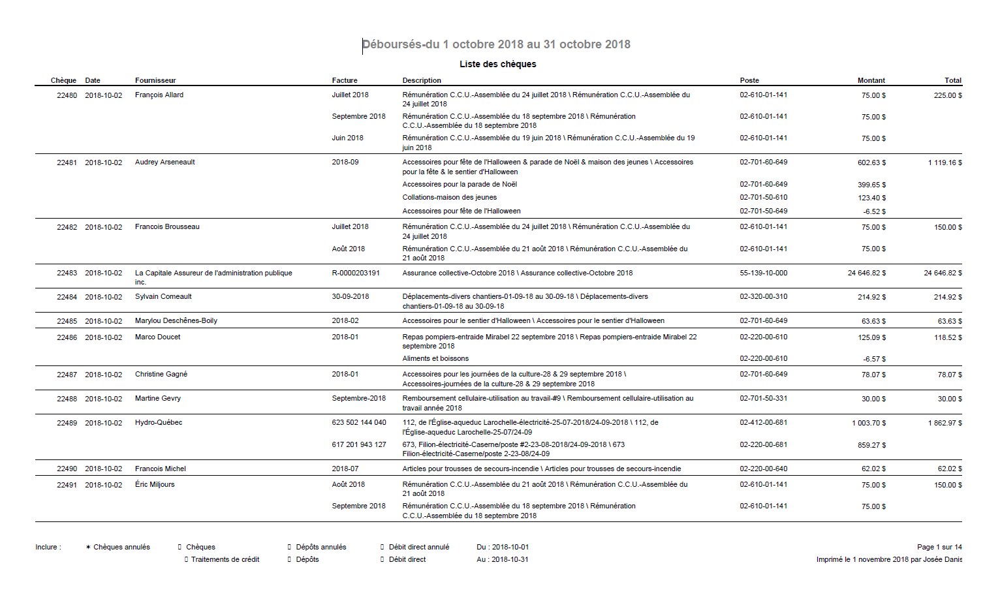 Déboursés-du 1 octobre 2018 au 31 octobre 2018
Liste des chèques
Chèque Date Fournisseur Facture Description Poste Montant Total
22480 2018-10-02 François Allard Juillet 2018 Rémunération C.C.U.-Assemblée du 24 juillet 2018 \ Rémunération C.C.U.-Assemblée du 02-610-01-141 75.00 $ 225.00 $
24 juillet 2018
Septembre 2018 Rémunération C.C.U.-Assemblée du 18 septembre 2018 \ Rémunération 02-610-01-141 75.00 $
C.C.U.-Assemblée du 18 septembre 2018
Juin 2018 Rémunération C.C.U.-Assemblée du 19 juin 2018 \ Rémunération C.C.U.-Assemblée du 19 02-610-01-141 75.00 $
juin 2018
22481 2018-10-02 Audrey Arseneault 2018-09 Accessoires pour fête de l'Halloween & parade de Noël & maison des jeunes \ Accessoires 02-701-60-649 602.63 $ 1 119.16 $
pour la fête & le sentier d'Halloween
Accessoires pour la parade de Noël 02-701-60-649 399.65 $
Collations-maison des jeunes 02-701-50-610 123.40 $
Accessoires pour fête de l'Halloween 02-701-50-649 -6.52 $
22482 2018-10-02 Francois Brousseau Juillet 2018 Rémunération C.C.U.-Assemblée du 24 juillet 2018 \ Rémunération C.C.U.-Assemblée du 02-610-01-141 75.00 $ 150.00 $
24 juillet 2018
Août 2018 Rémunération C.C.U.-Assemblée du 21 août 2018 \ Rémunération C.C.U.-Assemblée du 02-610-01-141 75.00 $
21 août 2018
22483 2018-10-02 La Capitale Assureur de l'administration publique R-0000203191 Assurance collective-Octobre 2018 \ Assurance collective-Octobre 2018 55-139-10-000 24 646.82 $ 24 646.82 $
inc.
22484 2018-10-02 Sylvain Comeault 30-09-2018 Déplacements-divers chantiers-01-09-18 au 30-09-18 \ Déplacements-divers 02-320-00-310 214.92 $ 214.92 $
chantiers-01-09-18 au 30-09-18
22485 2018-10-02 Marylou Deschênes-Boily 2018-02 Accessoires pour le sentier d'Halloween \ Accessoires pour le sentier d'Halloween 02-701-60-649 63.63 $ 63.63 $
22486 2018-10-02 Marco Doucet 2018-01 Repas pompiers-entraide Mirabel 22 septembre 2018 \ Repas pompiers-entraide Mirabel 22 02-220-00-610 125.09 $ 118.52 $
septembre 2018
Aliments et boissons 02-220-00-610 -6.57 $
22487 2018-10-02 Christine Gagné 2018-01 Accessoires pour les journées de la culture-28 & 29 septembre 2018 \ 02-701-60-649 78.07 $ 78.07 $
Accessoires-journées de la culture-28 & 29 septembre 2018
22488 2018-10-02 Martine Gevry Septembre-2018 Remboursement cellulaire-utilisation au travail-#9 \ Remboursement cellulaire-utilisation au 02-701-50-331 30.00 $ 30.00 $
travail année 2018
22489 2018-10-02 Hydro-Québec 623 502 144 040 112, de l'Église-aqueduc Larochelle-électricité-25-07-2018/24-09-2018 \ 112, de 02-412-00-681 1 003.70 $ 1 862.97 $
l'Église-aqueduc Larochelle-25-07/24-09
617 201 943 127 673, Filion-électricité-Caserne/poste #2-23-08-2018/24-09-2018 \ 673 02-220-00-681 859.27 $
Filion-électricité-Caserne/poste 2-23-08/24-09
22490 2018-10-02 Francois Michel 2018-07 Articles pour trousses de secours-incendie \ Articles pour trousses de secours-incendie 02-220-00-640 62.02 $ 62.02 $
22491 2018-10-02 Éric Miljours Août 2018 Rémunération C.C.U.-Assemblée du 21 août 2018 \ Rémunération C.C.U.-Assemblée du 02-610-01-141 75.00 $ 150.00 $
21 août 2018
Septembre 2018 Rémunération C.C.U.-Assemblée du 18 septembre 2018 \ Rémunération 02-610-01-141 75.00 $
C.C.U.-Assemblée du 18 septembre 2018
Inclure : ✶ Chèques annulés ▯ Chèques ▯ Dépôts annulés ▯ Débit direct annulé Du : 2018-10-01 Page 1 sur 14
▯ Traitements de crédit ▯ Dépôts ▯ Débit direct Au : 2018-10-31 Imprimé le 1 novembre 2018 par Josée Danis